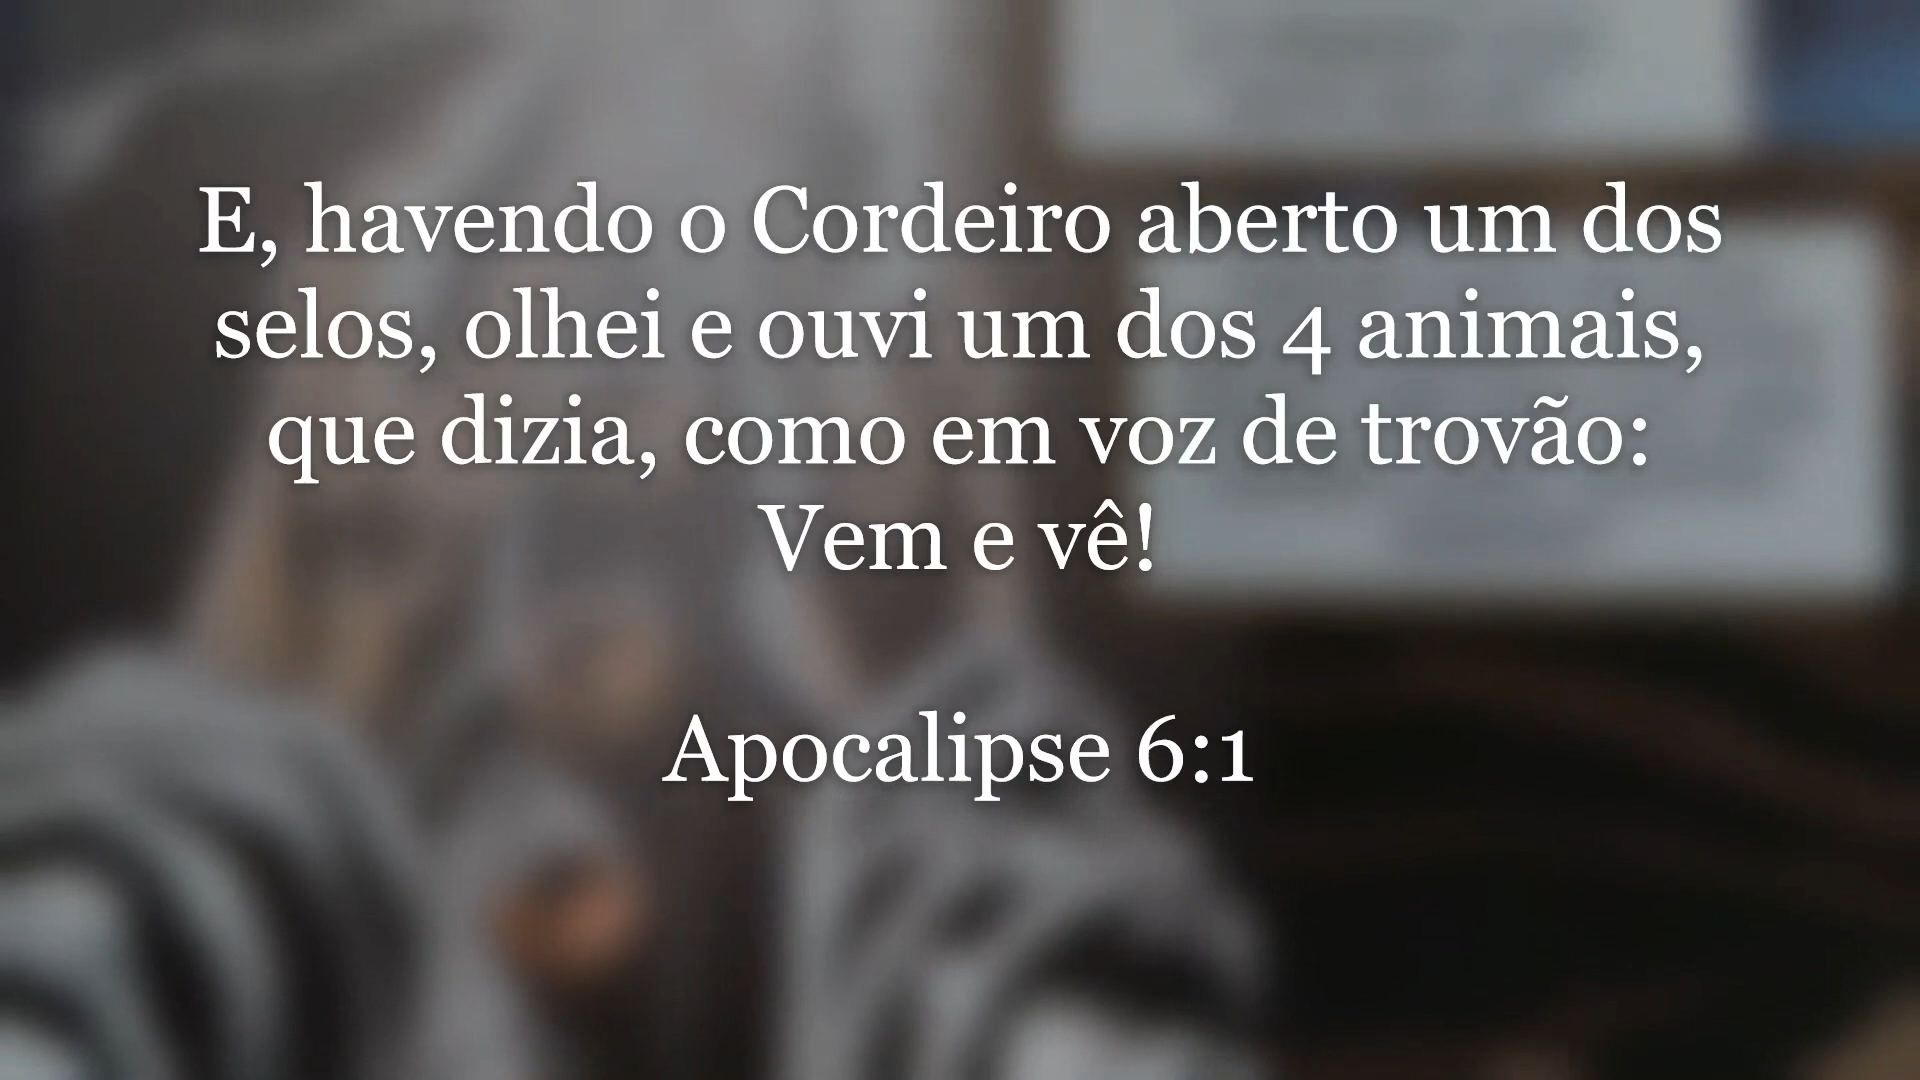 E, havendo o Cordeiro aberto um dos
selos, olhei e ouvi um dos 4 animais,
que dizia, como em voz de trovão:
Vem e vê!
Apocalipse 6:1